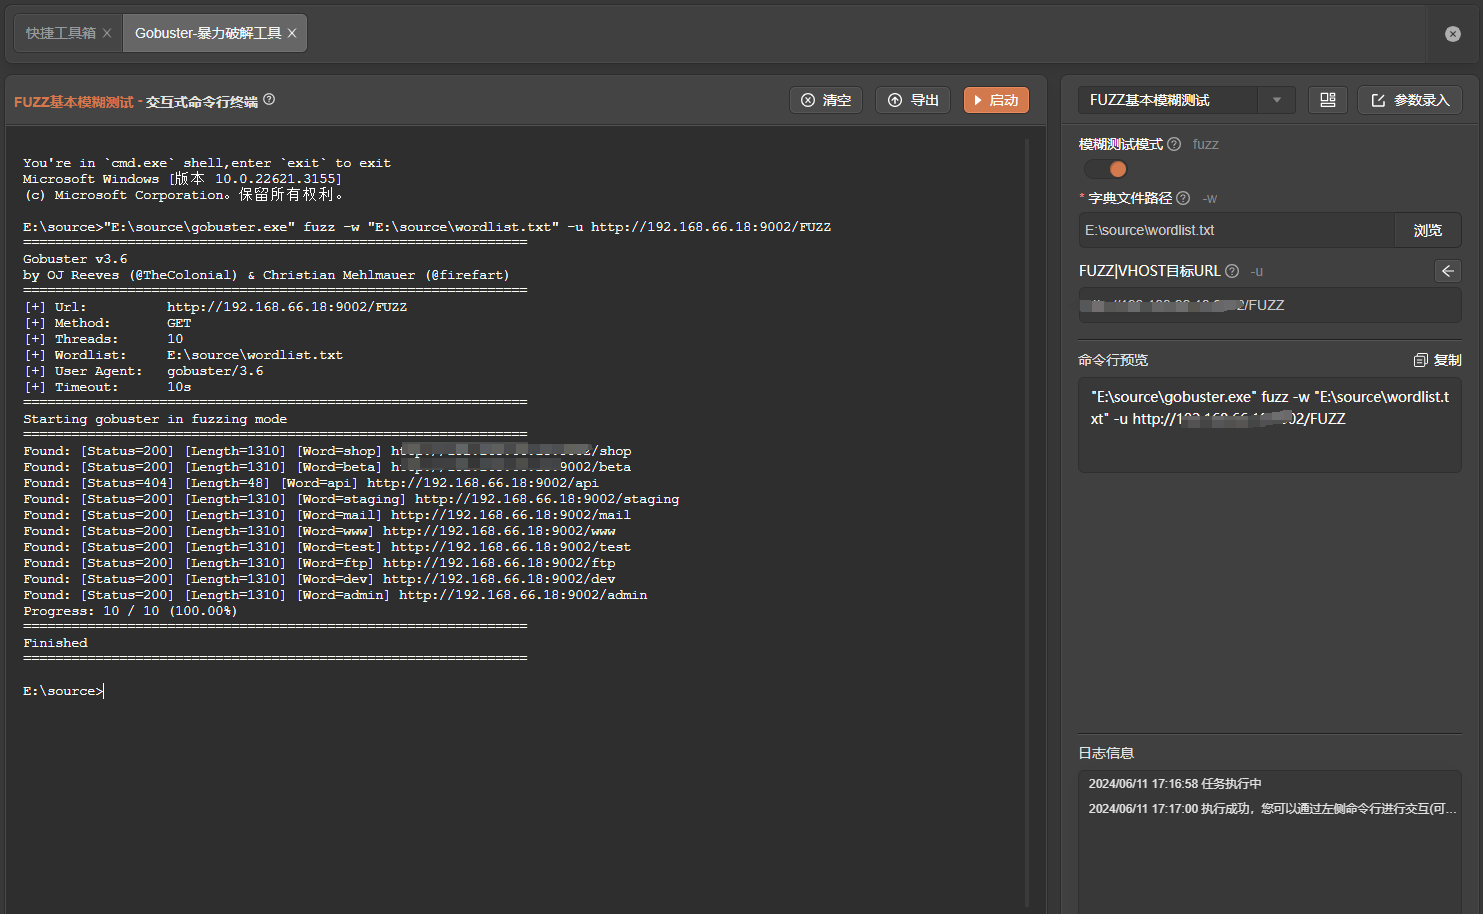 快捷工具箱
Gobuster-暴力破解工具
FUZZ基本模糊测试 - 交互式命令行终端
清空
导出
启动
You're in `cmd.exe` shell,enter `exit` to exit
Microsoft Windows [版本 10.0.22621.3155]
(c) Microsoft Corporation。保留所有权利。
E:\source>"E:\source\gobuster.exe" fuzz -w "E:\source\wordlist.txt" -u http://192.168.66.18:9002/FUZZ
===============================================================
Gobuster v3.6
by OJ Reeves (@TheColonial) & Christian Mehlmauer (@firefart)
===============================================================
[+] Url: http://192.168.66.18:9002/FUZZ
[+] Method: GET
[+] Threads: 10
[+] Wordlist: E:\source\wordlist.txt
[+] User Agent: gobuster/3.6
[+] Timeout: 10s
===============================================================
Starting gobuster in fuzzing mode
===============================================================
Found: [Status=200] [Length=1310] [Word=shop] /shop
Found: [Status=200] [Length=1310] [Word=beta] 9002/beta
Found: [Status=404] [Length=48] [Word=api] http://192.168.66.18:9002/api
Found: [Status=200] [Length=1310] [Word=staging] http://192.168.66.18:9002/staging
Found: [Status=200] [Length=1310] [Word=mail] http://192.168.66.18:9002/mail
Found: [Status=200] [Length=1310] [Word=www] http://192.168.66.18:9002/www
Found: [Status=200] [Length=1310] [Word=test] http://192.168.66.18:9002/test
Found: [Status=200] [Length=1310] [Word=ftp] http://192.168.66.18:9002/ftp
Found: [Status=200] [Length=1310] [Word=dev] http://192.168.66.18:9002/dev
Found: [Status=200] [Length=1310] [Word=admin] http://192.168.66.18:9002/admin
Progress: 10 / 10 (100.00%)
===============================================================
Finished
===============================================================
E:\source>
FUZZ基本模糊测试
参数录入
模糊测试模式 fuzz
* 字典文件路径 -w
E:\source\wordlist.txt
浏览
FUZZ|VHOST目标URL -u
/FUZZ
命令行预览
复制
"E:\source\gobuster.exe" fuzz -w "E:\source\wordlist.t
xt" -u http:// 02/FUZZ
日志信息
2024/06/11 17:16:58 任务执行中
2024/06/11 17:17:00 执行成功，您可以通过左侧命令行进行交互(可...